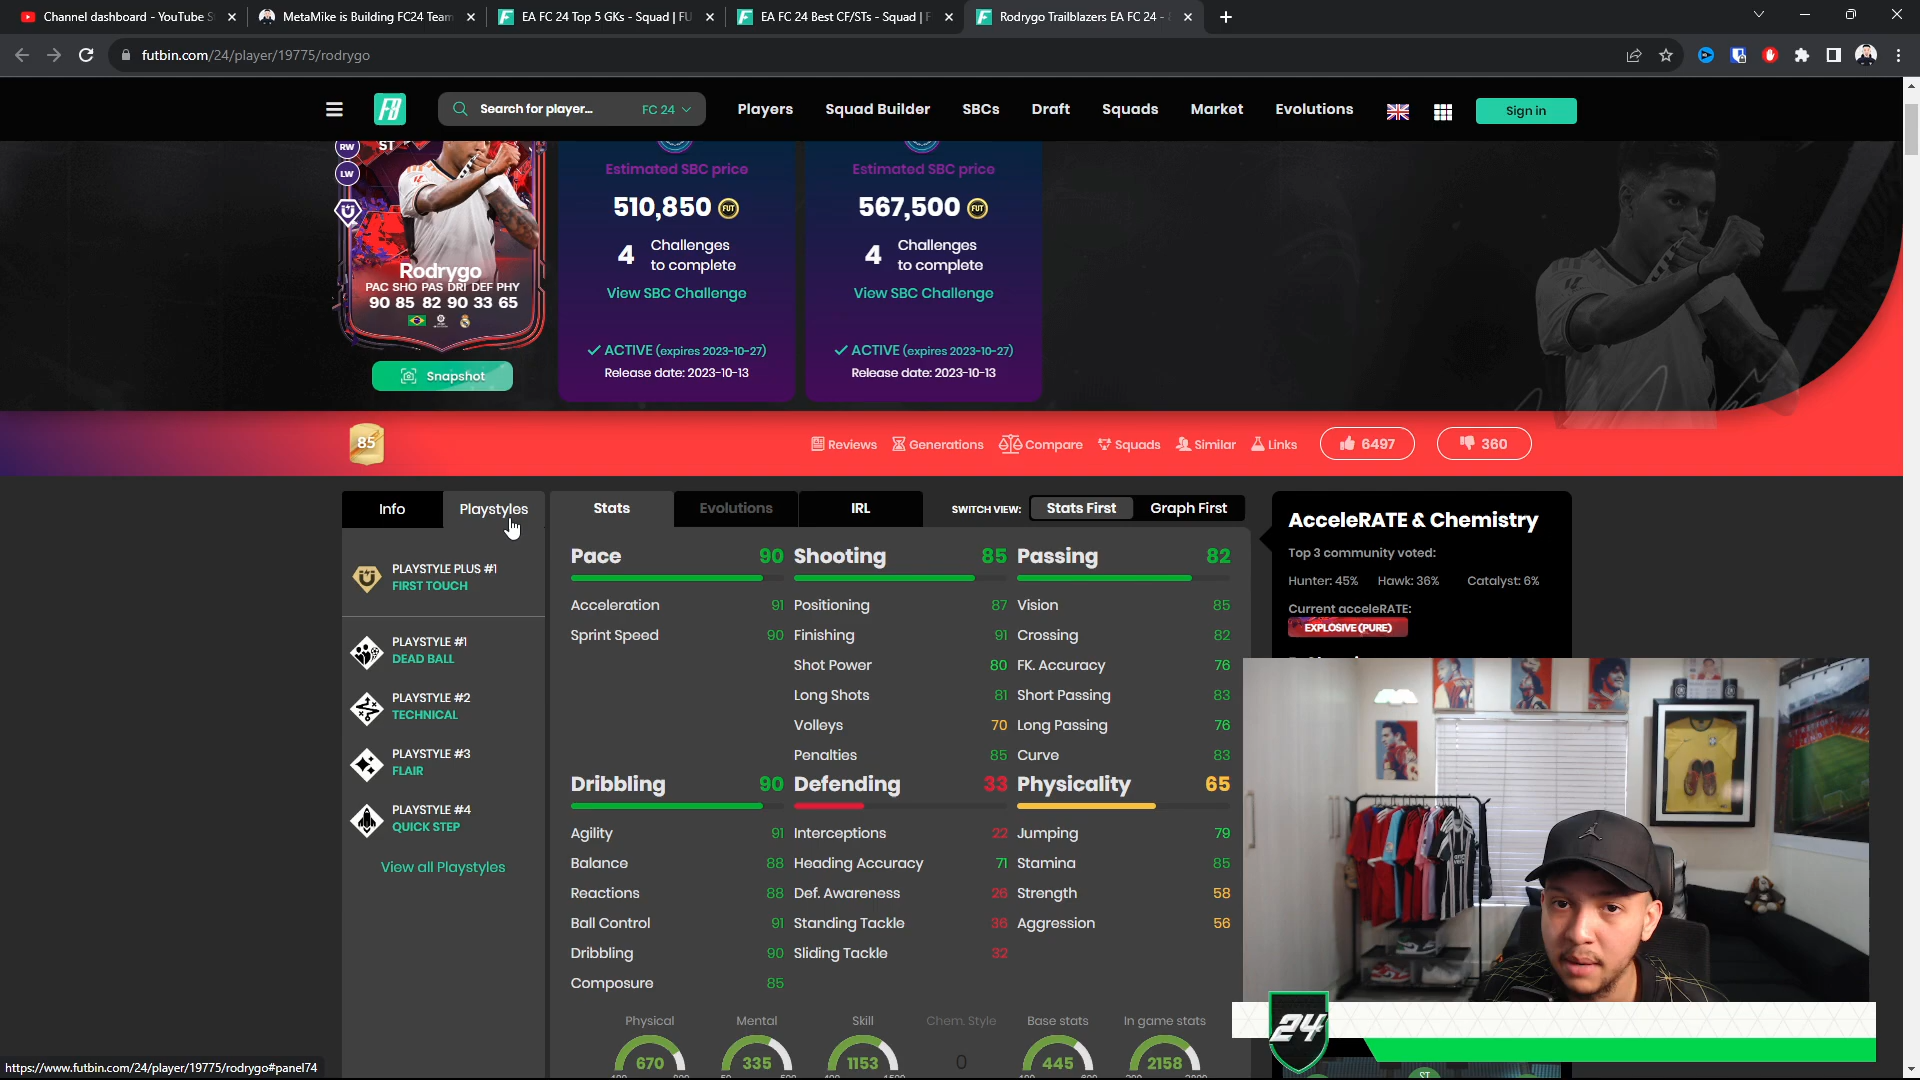 Channel dashboard - YouTube S
MetaMike is Building FC24 Team
EA FC 24 Top 5 GKs - Squad | FU
EA FC 24 Best CF/STs - Squad | F
Rodrygo Trailblazers EA FC 24 -
futbin.com/24/player/19775/rodrygo
FB
Search for player...
FC 24
Players
Squad Builder
SBCs
Draft
Squads
Market
Evolutions
Sign in
RW
ST
LW
Rodrygo
PAC SHO PAS DRI DEF PHY
90 85 82 90 33 65
Snapshot
Estimated SBC price
510,850
FUT
4
Challenges
to complete
View SBC Challenge
ACTIVE (expires 2023-10-27)
Release date: 2023-10-13
Estimated SBC price
567,500
FUT
4
Challenges
to complete
View SBC Challenge
ACTIVE (expires 2023-10-27)
Release date: 2023-10-13
85
Reviews
Generations
Compare
Squads
Similar
Links
6497
360
Info
Playstyles
PLAYSTYLE PLUS #1
FIRST TOUCH
PLAYSTYLE #1
DEAD BALL
PLAYSTYLE #2
TECHNICAL
PLAYSTYLE #3
FLAIR
PLAYSTYLE #4
QUICK STEP
View all Playstyles
Stats
Evolutions
IRL
SWITCH VIEW:
Stats First
Graph First
Pace 90
Acceleration 91
Sprint Speed 90
Shooting 85
Positioning 87
Finishing 91
Shot Power 80
Long Shots 81
Volleys 70
Penalties 85
Passing 82
Vision 85
Crossing 82
FK. Accuracy 76
Short Passing 83
Long Passing 76
Curve 83
Dribbling 90
Agility 91
Balance 88
Reactions 88
Ball Control 91
Dribbling 90
Composure 85
Defending 33
Interceptions 22
Heading Accuracy 71
Def. Awareness 26
Standing Tackle 36
Sliding Tackle 32
Physicality 65
Jumping 79
Stamina 85
Strength 58
Aggression 56
Physical
670
Mental
335
Skill
1153
Chem. Style
0
Base stats
445
In game stats
2158
AcceleRATE & Chemistry
Top 3 community voted:
Hunter: 45% Hawk: 36% Catalyst: 6%
Current acceleRATE:
EXPLOSIVE (PURE)
24
ST
https://www.futbin.com/24/player/19775/rodrygo#panel74